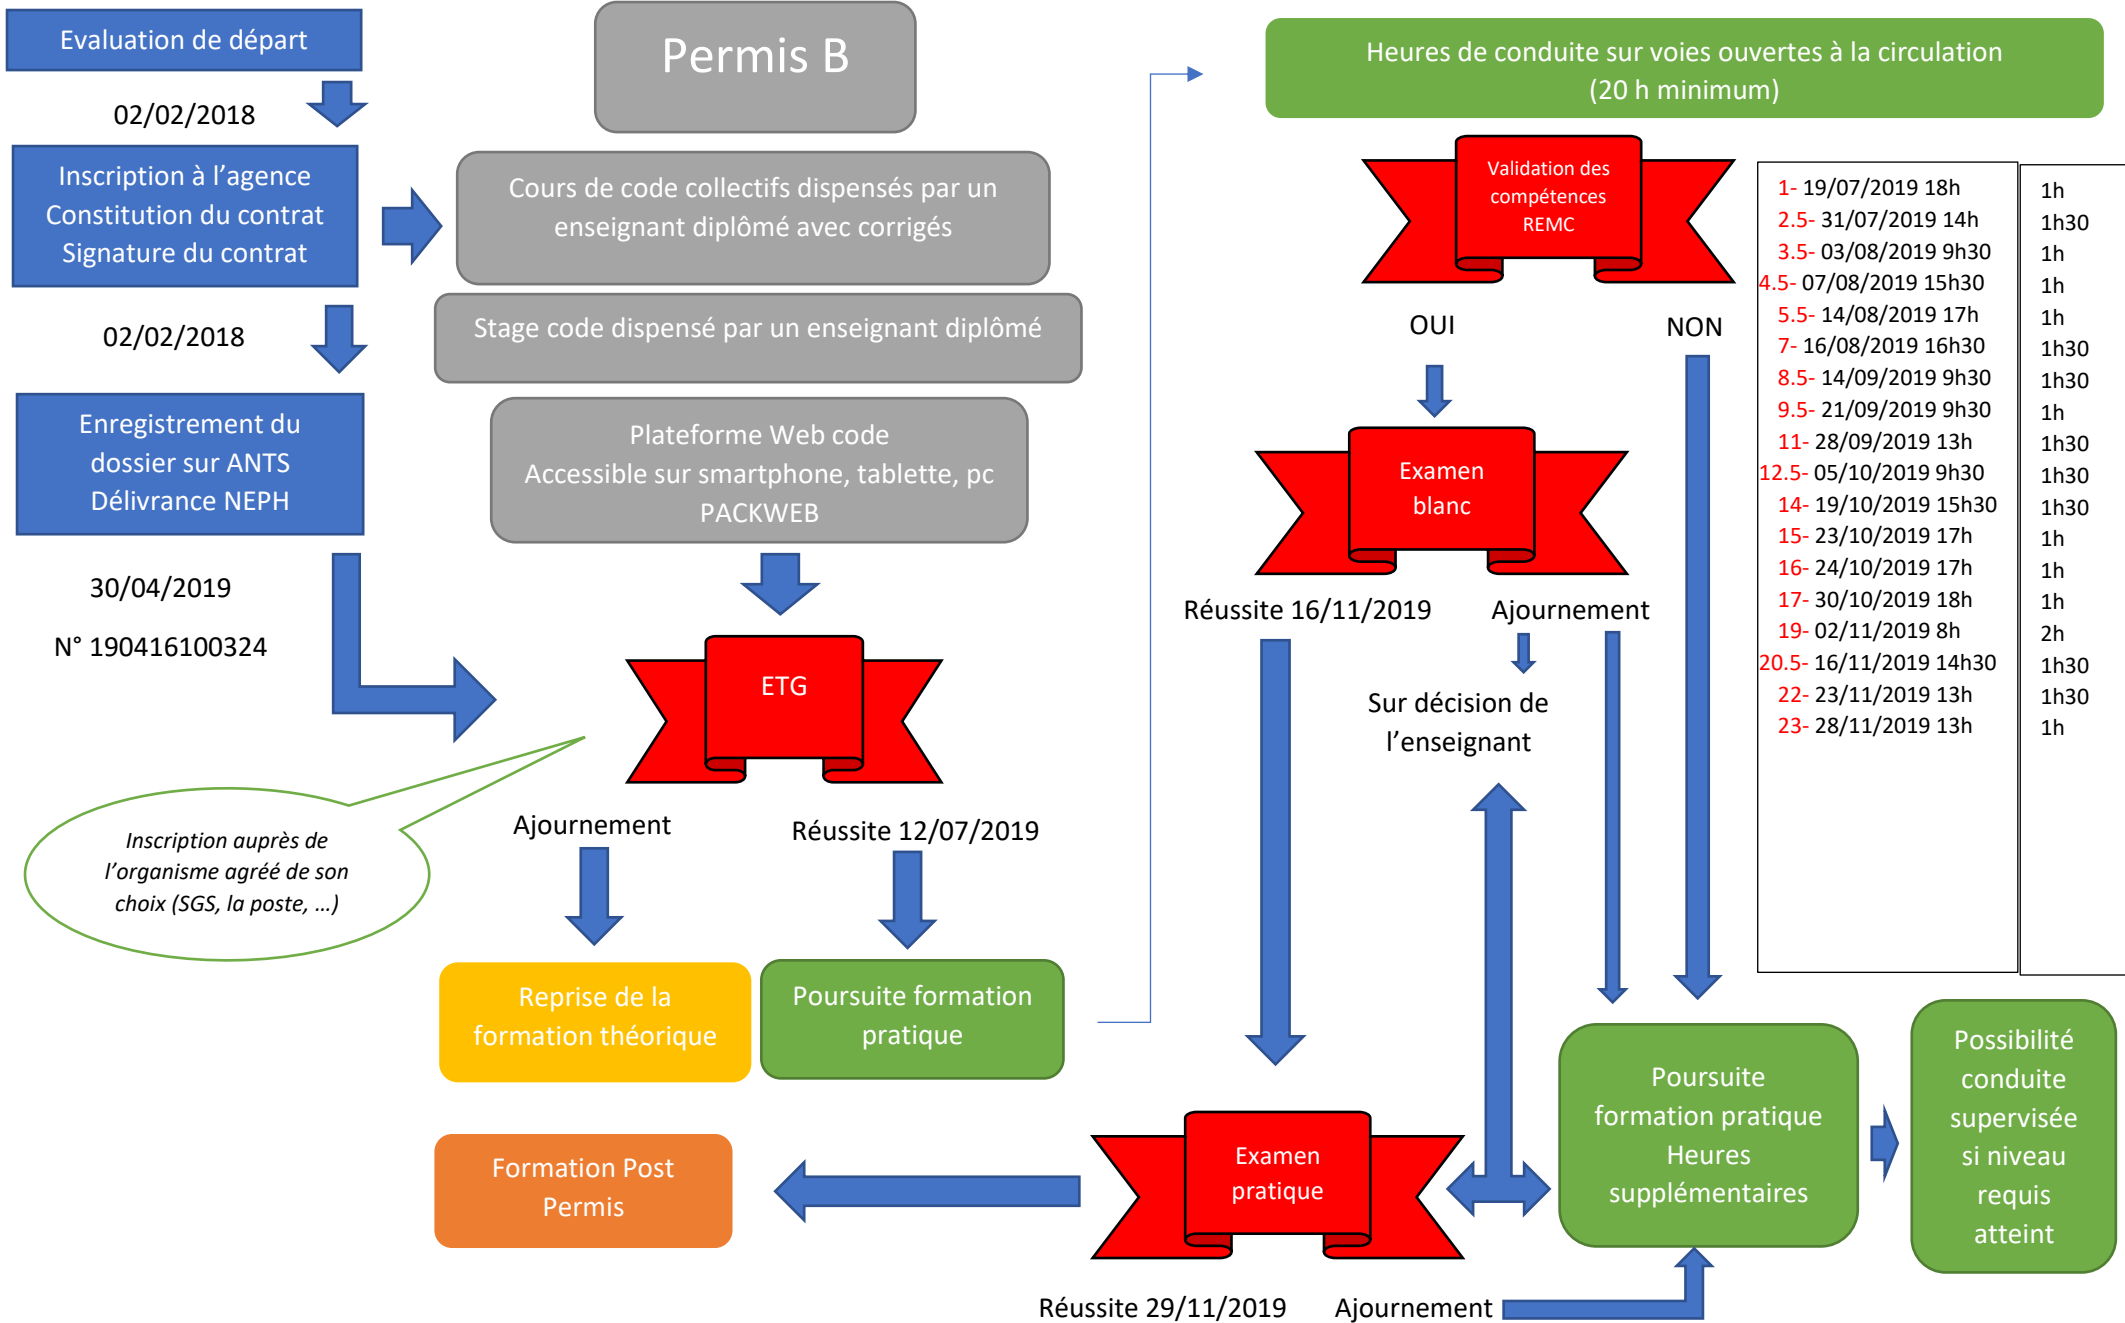 Evaluation de départ
02/02/2018
Inscription à l’agence
Constitution du contrat
Signature du contrat
02/02/2018
Enregistrement du
dossier sur ANTS
Délivrance NEPH
30/04/2019
N° 190416100324
Permis B
Cours de code collectifs dispensés par un
enseignant diplômé avec corrigés
Stage code dispensé par un enseignant diplômé
Plateforme Web code
Accessible sur smartphone, tablette, pc
PACKWEB
ETG
Inscription auprès de
l’organisme agréé de son
choix (SGS, la poste, …)
Ajournement
Réussite 12/07/2019
Reprise de la
formation théorique
Poursuite formation
pratique
Heures de conduite sur voies ouvertes à la circulation
(20 h minimum)
Validation des
compétences
REMC
OUI
NON
Examen
blanc
Réussite 16/11/2019
Ajournement
Sur décision de
l’enseignant
1- 19/07/2019 18h 1h
2.5- 31/07/2019 14h 1h30
3.5- 03/08/2019 9h30 1h
4.5- 07/08/2019 15h30 1h
5.5- 14/08/2019 17h 1h
7- 16/08/2019 16h30 1h30
8.5- 14/09/2019 9h30 1h30
9.5- 21/09/2019 9h30 1h
11- 28/09/2019 13h 1h30
12.5- 05/10/2019 9h30 1h30
14- 19/10/2019 15h30 1h30
15- 23/10/2019 17h 1h
16- 24/10/2019 17h 1h
17- 30/10/2019 18h 1h
19- 02/11/2019 8h 2h
20.5- 16/11/2019 14h30 1h30
22- 23/11/2019 13h 1h30
23- 28/11/2019 13h 1h
Examen
pratique
Réussite 29/11/2019
Ajournement
Formation Post
Permis
Poursuite
formation pratique
Heures
supplémentaires
Possibilité
conduite
supervisée
si niveau
requis
atteint